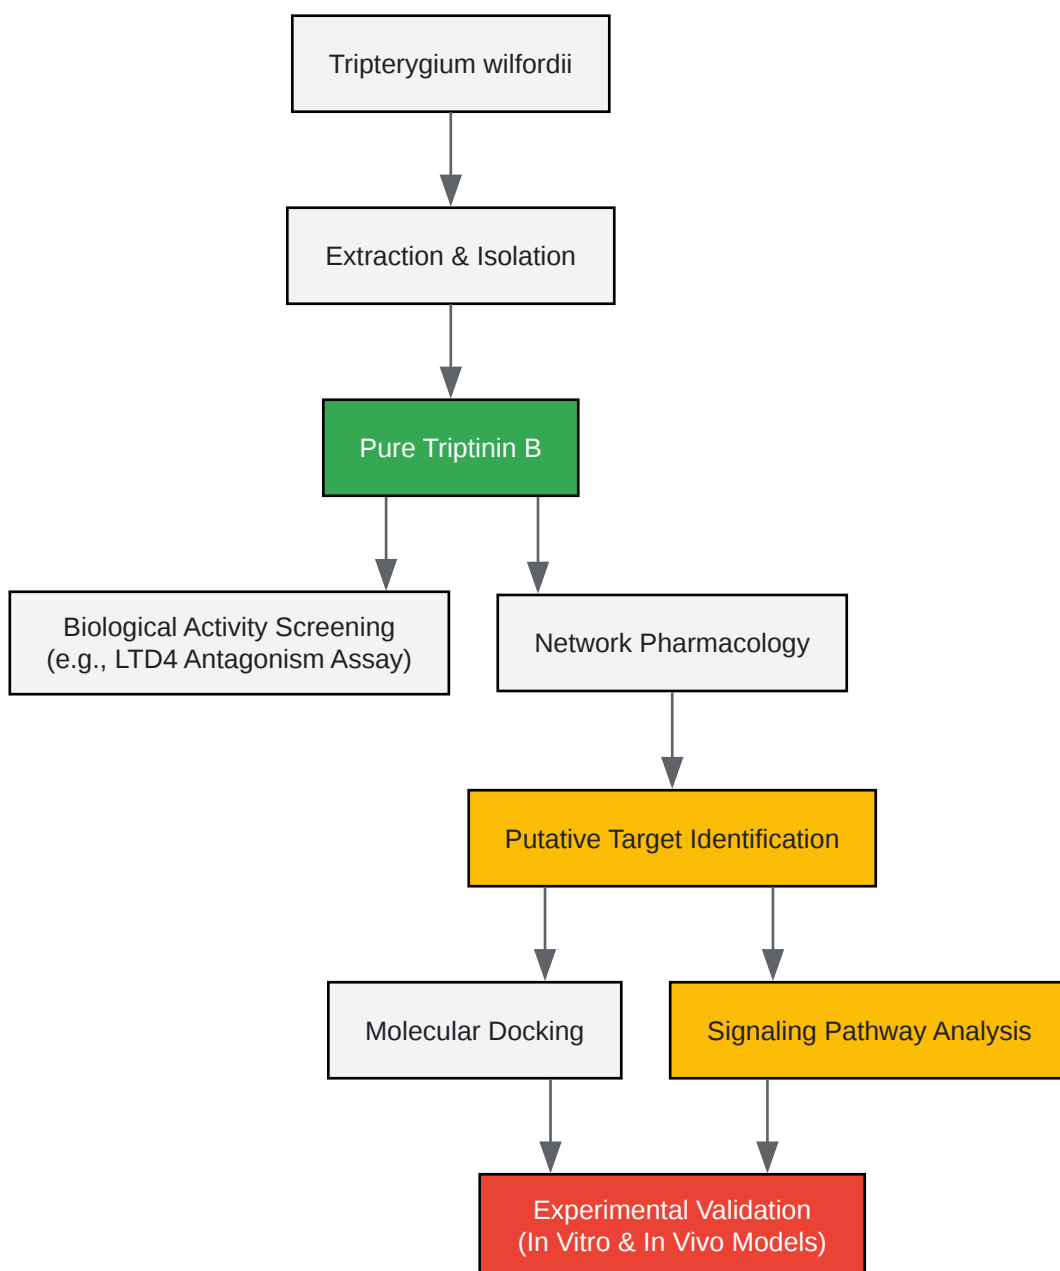 Tripterygium wilfordii
Extraction & Isolation
Pure Triptinin B
Biological Activity Screening
(e.g., LTD4 Antagonism Assay)
Network Pharmacology
Putative Target Identification
Molecular Docking
Signaling Pathway Analysis
Experimental Validation
(In Vitro & In Vivo Models)